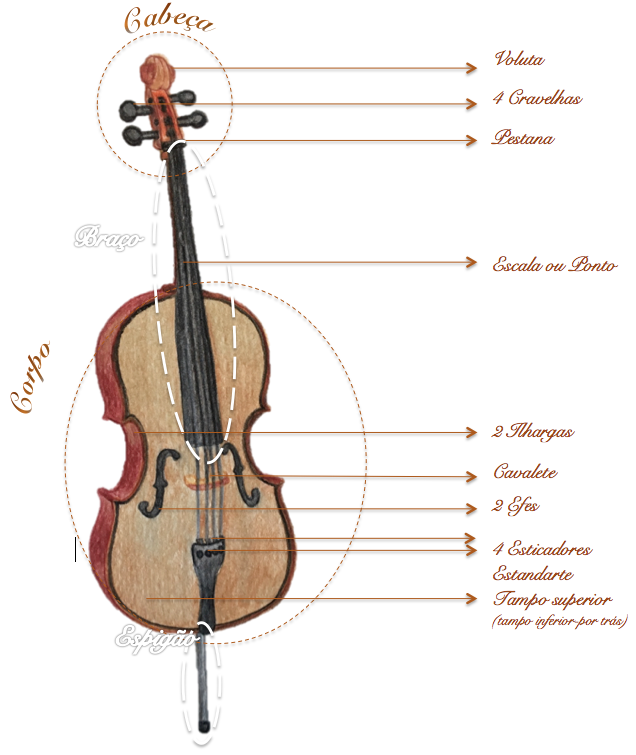 Cabeça
Voluta
4 Cravelhas
Pestana
Braço
Escala ou Ponto
Corpo
2 Ilhargas
Cavalete
2 Efes
4 Esticadores
Estandarte
Tampo superior
(tampo inferior-por trás)
Espigão